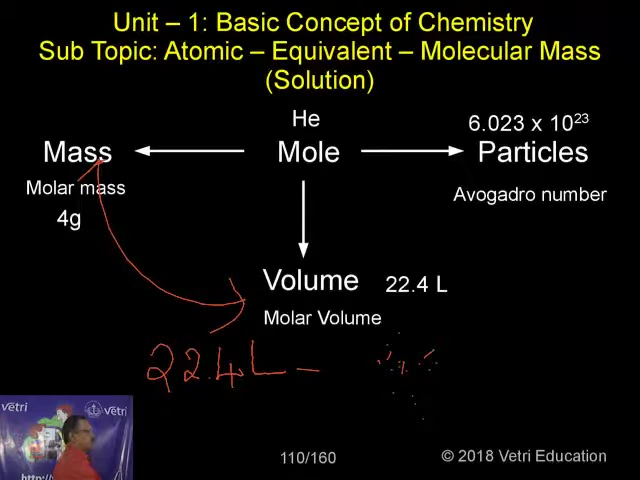 Unit – 1: Basic Concept of Chemistry
Sub Topic: Atomic – Equivalent – Molecular Mass
(Solution)
He
6.023 x 10²³
Mass
Mole
Particles
Molar mass
Avogadro number
4g
Volume
22.4 L
Molar Volume
22.4 L –
vetri
vetri
110/160
© 2018 Vetri Education